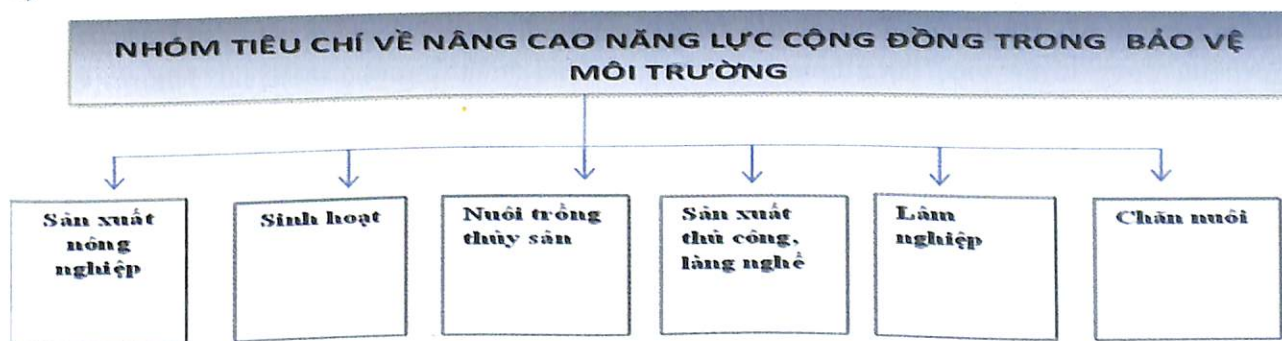 NHÓM TIÊU CHÍ VỀ NÂNG CAO NĂNG LỰC CỘNG ĐỒNG TRONG BẢO VỆ
MÔI TRƯỜNG
Sản xuất
nông
nghiệp
Sinh hoạt
Nuôi trồng
thủy sản
Sản xuất
thủ công,
làng nghề
Lâm
nghiệp
Chăn nuôi